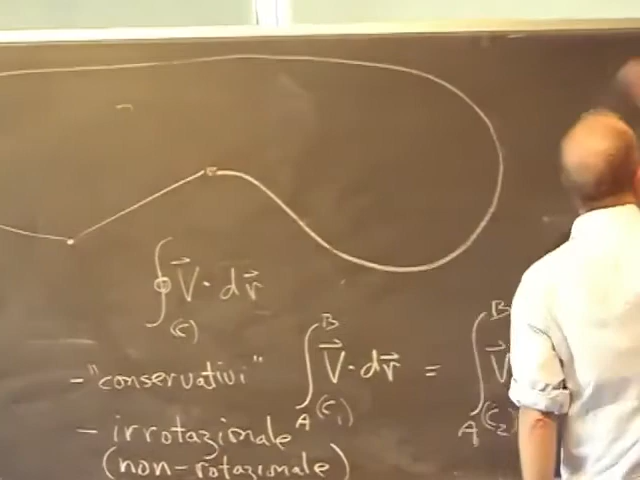 ∮(C) V⃗ · dr⃗
- "conservativi" ∫A(C₁)B V⃗ · dr⃗ = ∫A(C₂)B V⃗
- irrotazionale
(non-rotazionale)